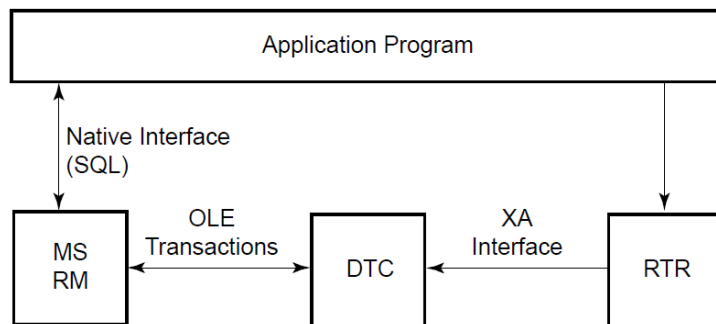 Application Program
Native Interface
(SQL)
OLE
Transactions
XA
Interface
MS
RM
DTC
RTR